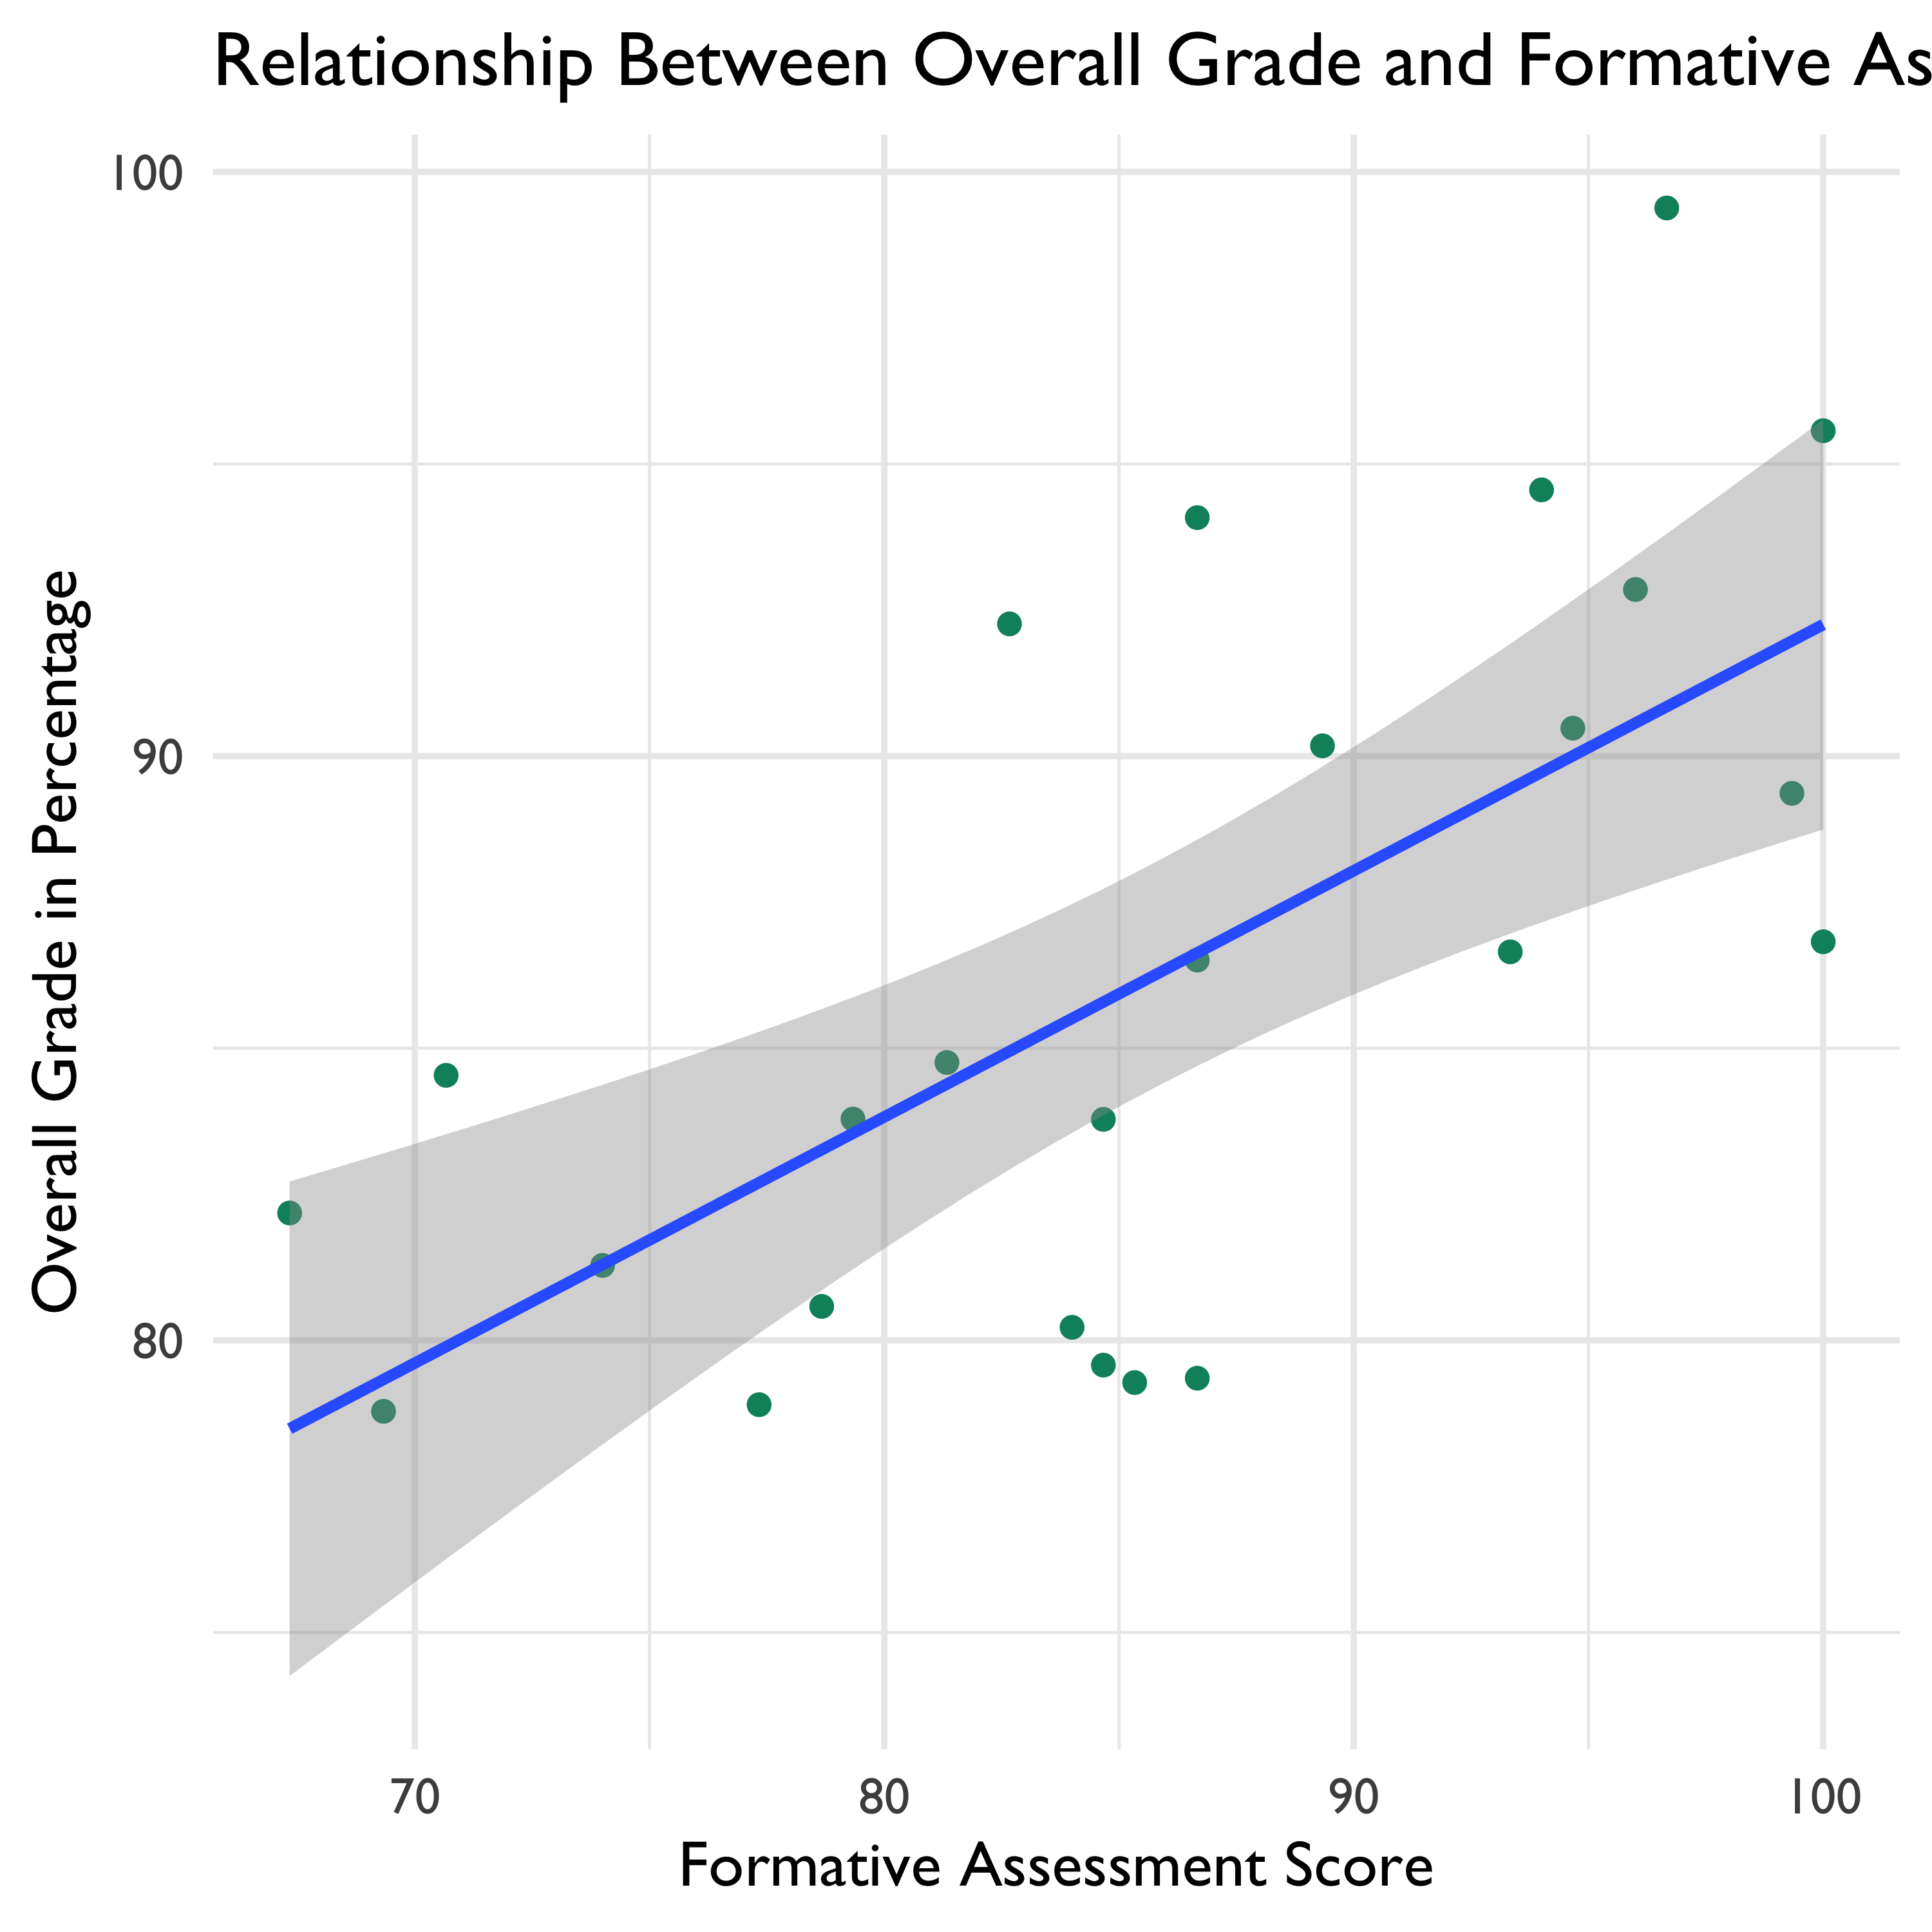 Relationship Between Overall Grade and Formative As
100
90
80
Overall Grade in Percentage
70 80 90 100
Formative Assessment Score